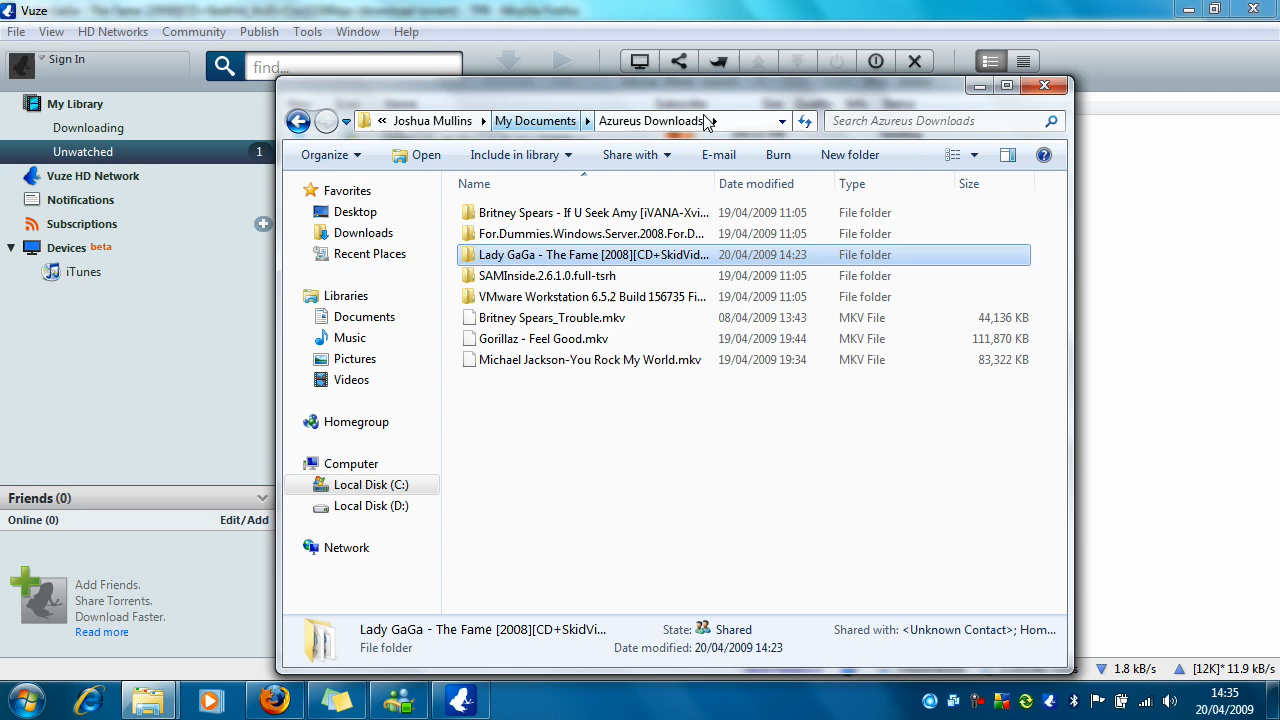 Vuze
File View HD Networks Community Publish Tools Window Help
Sign In
find...
My Library
Downloading
Unwatched 1
Vuze HD Network
Notifications
Subscriptions
Devices beta
iTunes
Friends (0)
Online (0) Edit/Add
Add Friends.
Share Torrents.
Download Faster.
Read more
« Joshua Mullins My Documents Azureus Downloads
Search Azureus Downloads
Organize Open Include in library Share with E-mail Burn New folder
Favorites
Desktop
Downloads
Recent Places
Libraries
Documents
Music
Pictures
Videos
Homegroup
Computer
Local Disk (C:)
Local Disk (D:)
Network
Name Date modified Type Size
Britney Spears - If U Seek Amy [iVANA-Xvi... 19/04/2009 11:05 File folder
For.Dummies.Windows.Server.2008.For.D... 19/04/2009 11:05 File folder
Lady GaGa - The Fame [2008][CD+SkidVid... 20/04/2009 14:23 File folder
SAMInside.2.6.1.0.full-tsrh 19/04/2009 11:05 File folder
VMware Workstation 6.5.2 Build 156735 Fi... 19/04/2009 11:05 File folder
Britney Spears_Trouble.mkv 08/04/2009 13:43 MKV File 44,136 KB
Gorillaz - Feel Good.mkv 19/04/2009 19:44 MKV File 111,870 KB
Michael Jackson-You Rock My World.mkv 19/04/2009 19:34 MKV File 83,322 KB
Lady GaGa - The Fame [2008][CD+SkidVi... State: Shared Shared with: <Unknown Contact>; Hom...
File folder Date modified: 20/04/2009 14:23
1.8 kB/s [12K]* 11.9 kB/s
14:35
20/04/2009